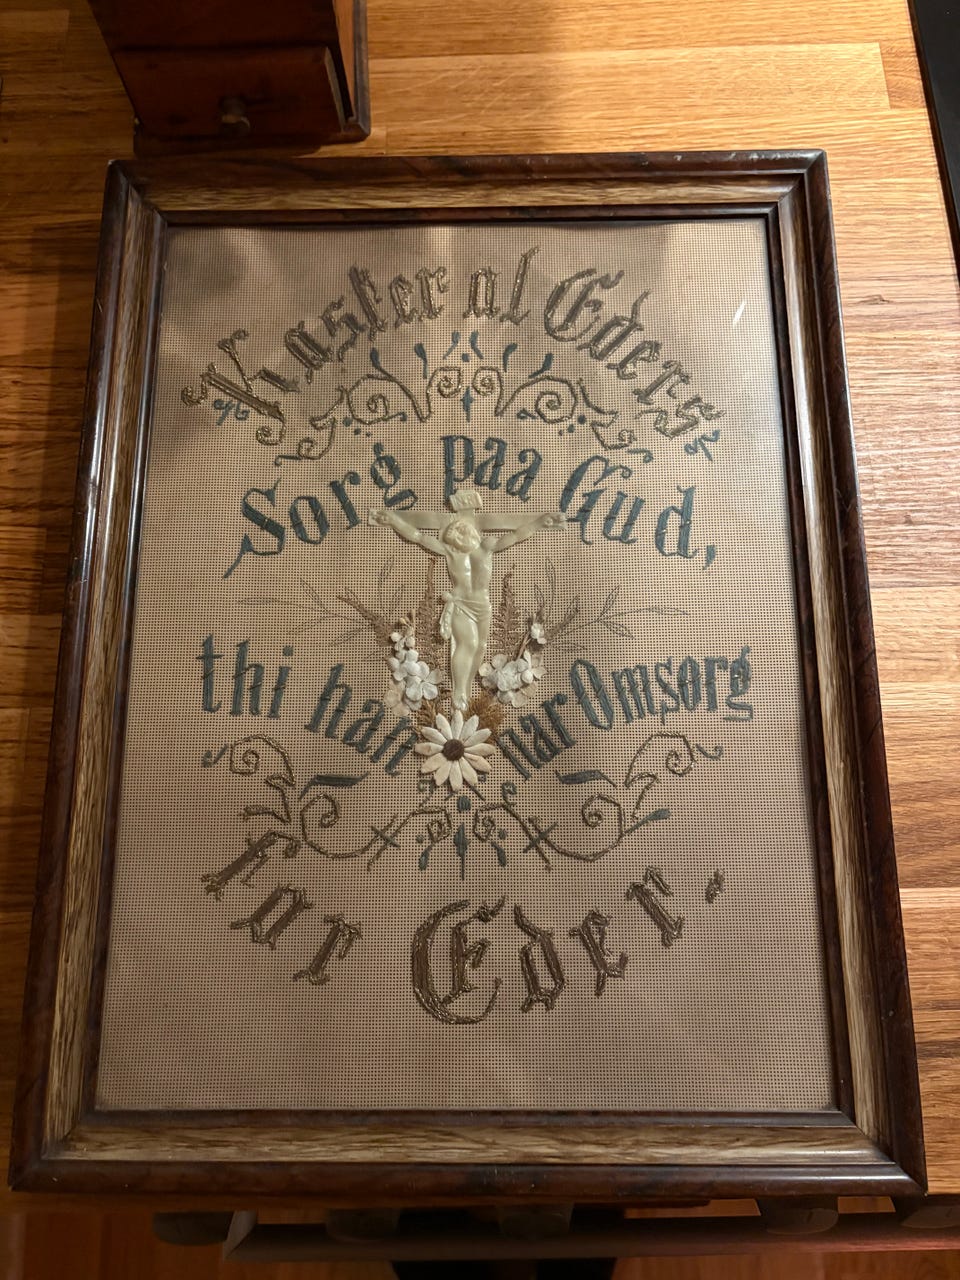 Kaster al Eders
Sorg paa Gud,
thi han har Omsorg
for Eder.